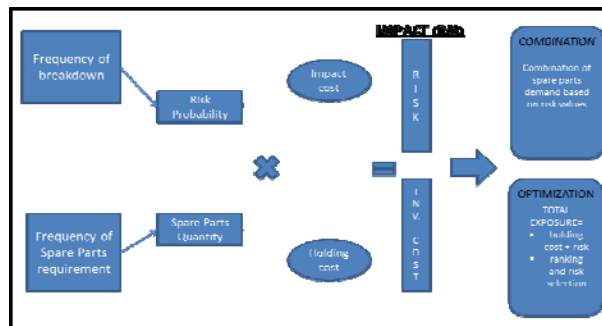 Frequency of
breakdown
Risk
Probability
Impact
cost
IMPACT
R
I
S
K
COMBINATION
Combination of
spare parts
demand based
on risk values
Frequency of
Spare Parts
requirement
Spare Parts
Quantity
Holding
cost
I
N
V.
C
O
S
T
OPTIMIZATION
TOTAL
EXPOSURE=
• holding
cost + risk
• ranking
and risk
selection